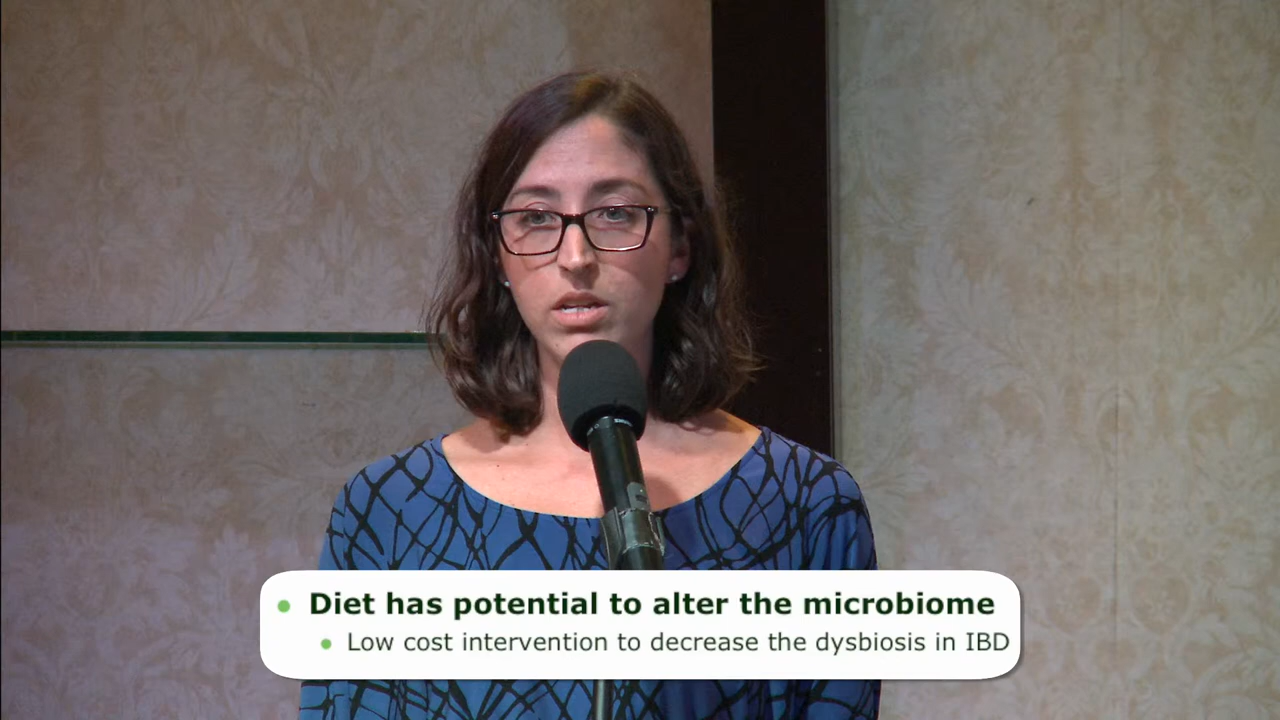 Diet has potential to alter the microbiome
Low cost intervention to decrease the dysbiosis in IBD